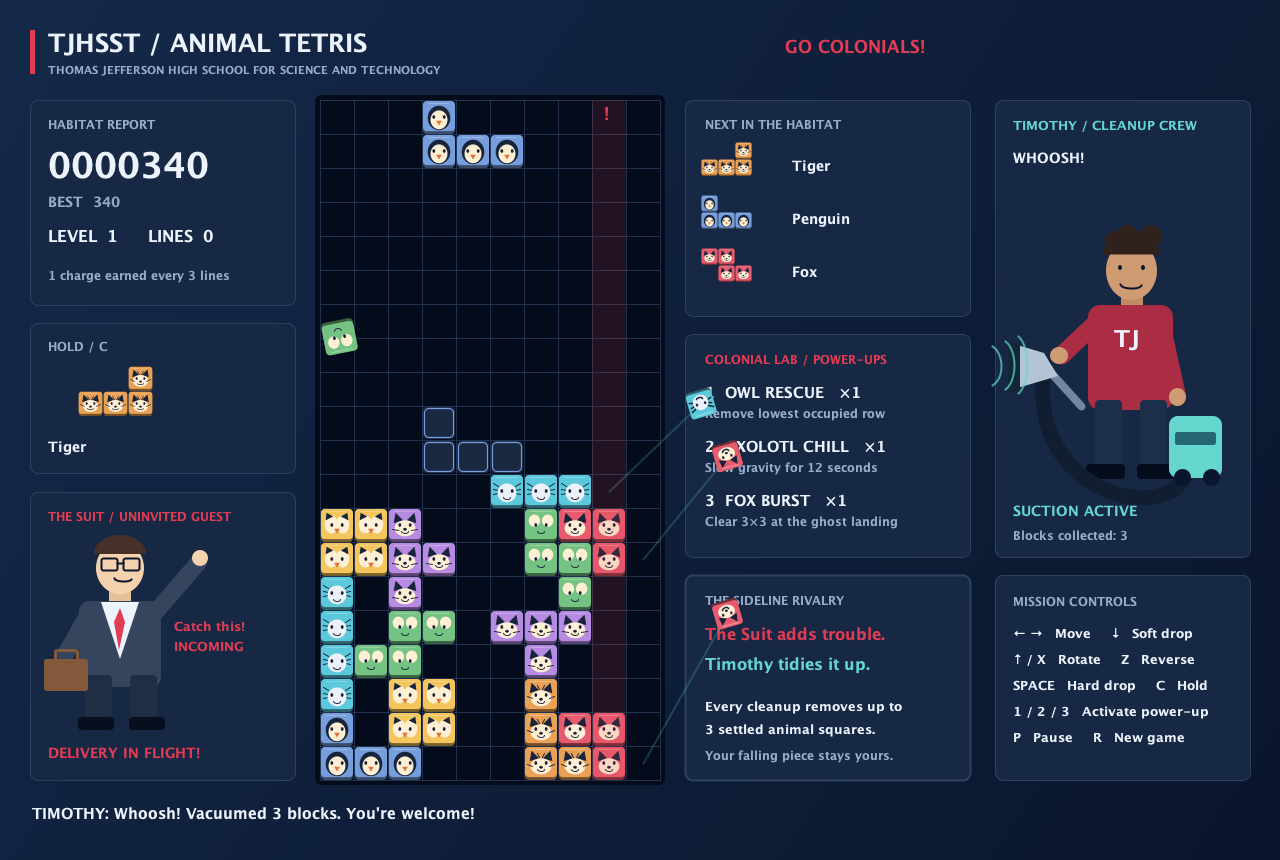 TJHSST / ANIMAL TETRIS
THOMAS JEFFERSON HIGH SCHOOL FOR SCIENCE AND TECHNOLOGY
GO COLONIALS!
HABITAT REPORT
0000340
BEST 340
LEVEL 1 LINES 0
1 charge earned every 3 lines
HOLD / C
Tiger
THE SUIT / UNINVITED GUEST
Catch this!
INCOMING
DELIVERY IN FLIGHT!
!
NEXT IN THE HABITAT
Tiger
Penguin
Fox
COLONIAL LAB / POWER-UPS
1 OWL RESCUE ×1
Remove lowest occupied row
2 AXOLOTL CHILL ×1
Slow gravity for 12 seconds
3 FOX BURST ×1
Clear 3×3 at the ghost landing
THE SIDELINE RIVALRY
The Suit adds trouble.
Timothy tidies it up.
Every cleanup removes up to
3 settled animal squares.
Your falling piece stays yours.
TIMOTHY / CLEANUP CREW
WHOOSH!
TJ
SUCTION ACTIVE
Blocks collected: 3
MISSION CONTROLS
← → Move ↓ Soft drop
↑ / X Rotate Z Reverse
SPACE Hard drop C Hold
1 / 2 / 3 Activate power-up
P Pause R New game
TIMOTHY: Whoosh! Vacuumed 3 blocks. You're welcome!